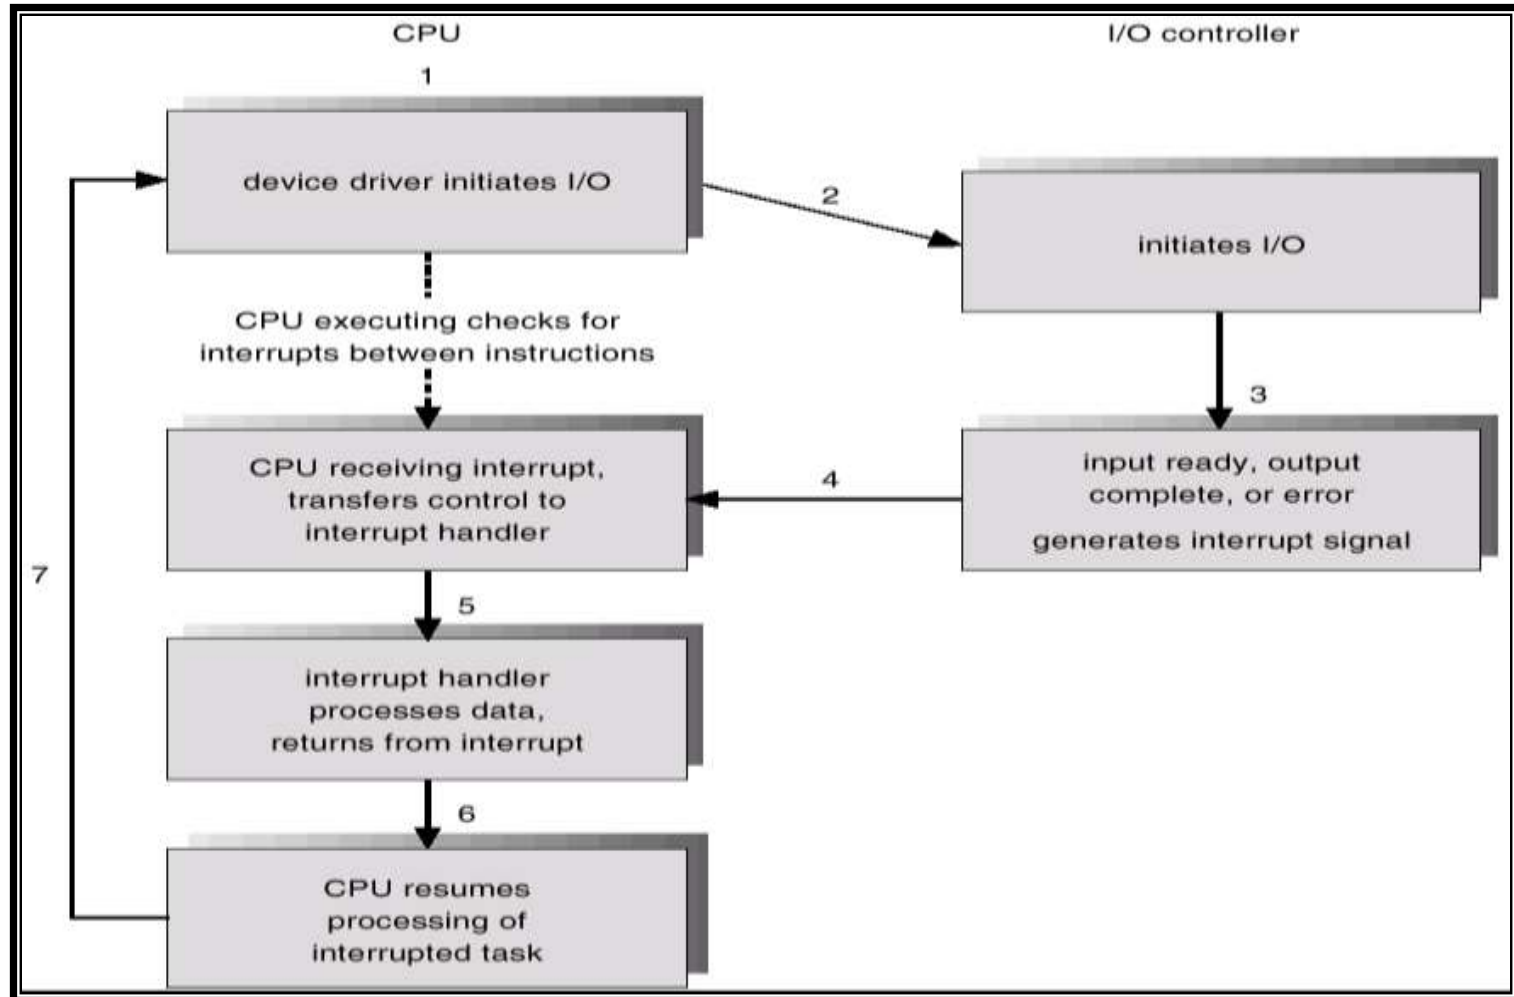 CPU
I/O controller
1
device driver initiates I/O
2
initiates I/O
CPU executing checks for
interrupts between instructions
3
CPU receiving interrupt,
transfers control to
interrupt handler
4
input ready, output
complete, or error
generates interrupt signal
7
5
interrupt handler
processes data,
returns from interrupt
6
CPU resumes
processing of
interrupted task